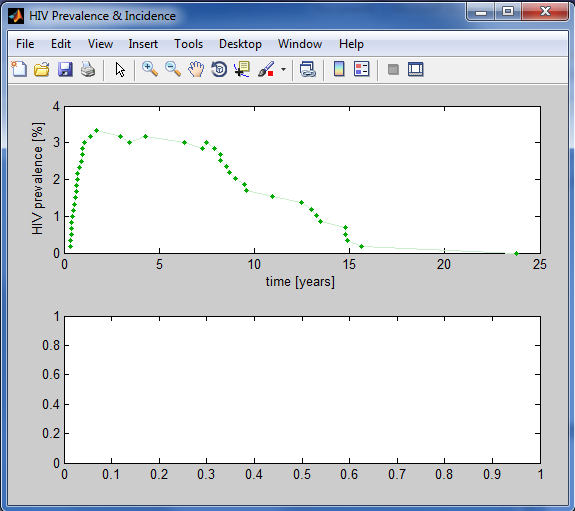 HIV Prevalence & Incidence
File Edit View Insert Tools Desktop Window Help
4
3
2
1
0
HIV prevalence [%]
0 5 10 15 20 25
time [years]
1
0.8
0.6
0.4
0.2
0
0 0.1 0.2 0.3 0.4 0.5 0.6 0.7 0.8 0.9 1